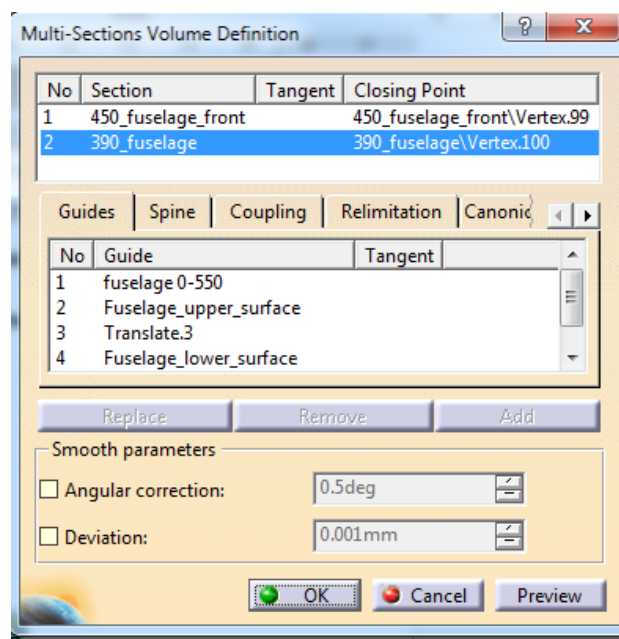 Multi-Sections Volume Definition
No Section Tangent Closing Point
1 450_fuselage_front 450_fuselage_front\Vertex.99
2 390_fuselage 390_fuselage\Vertex.100
Guides Spine Coupling Relimitation Canonic
No Guide Tangent
1 fuselage 0-550
2 Fuselage_upper_surface
3 Translate.3
4 Fuselage_lower_surface
Replace Remove Add
Smooth parameters
Angular correction: 0.5deg
Deviation: 0.001mm
OK Cancel Preview